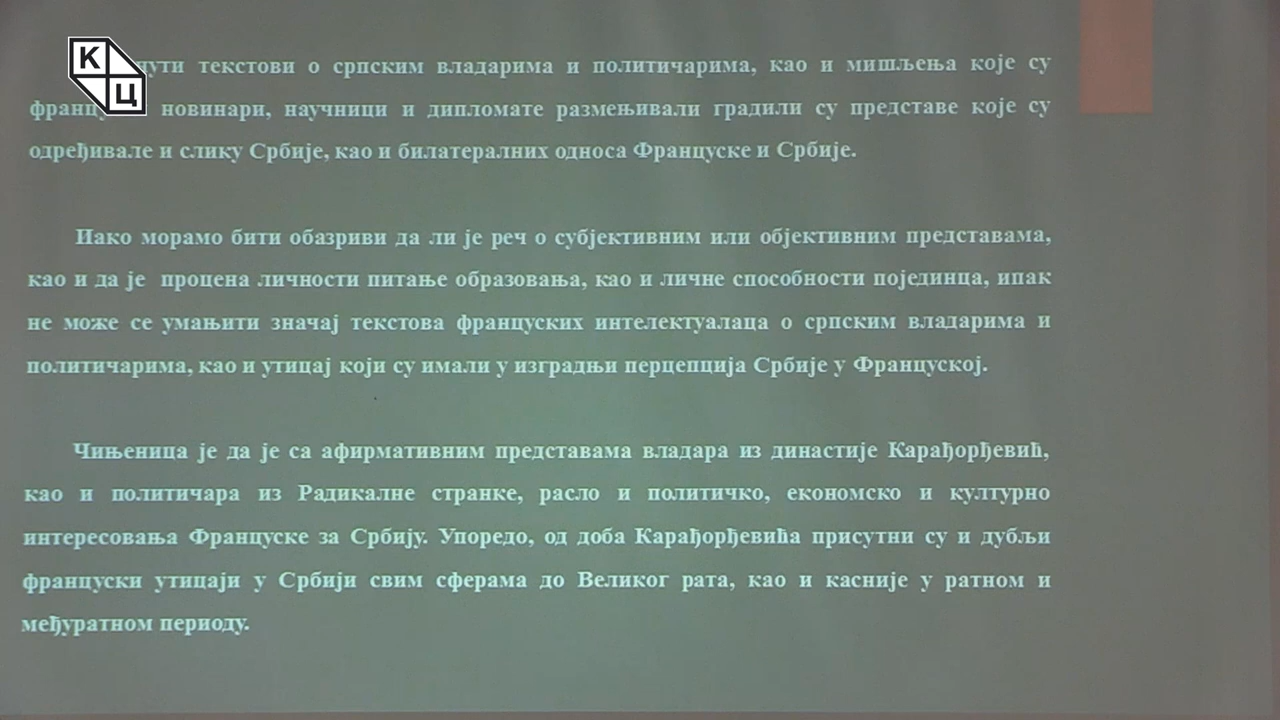 К
Ц
текстови о српским владарима и политичарима, као и мишљења које су
новинари, научници и дипломате размењивали градили су представе које су
одређивале и слику Србије, као и билатералних односа Француске и Србије.
Иако морамо бити обазриви да ли је реч о субјективним или објективним представама,
као и да је процена личности питање образовања, као и личне способности појединца, ипак
не може се умањити значај текстова француских интелектуалаца о српским владарима и
политичарима, као и утицај који су имали у изградњи перцепција Србије у Француској.
Чињеница је да је са афирмативним представама владара из династије Карађорђевић,
као и политичара из Радикалне странке, расло и политичко, економско и културно
интересовања Француске за Србију. Упоредо, од доба Карађорђевића присутни су и дубљи
француски утицаји у Србији свим сферама до Великог рата, као и касније у ратном и
међуратном периоду.